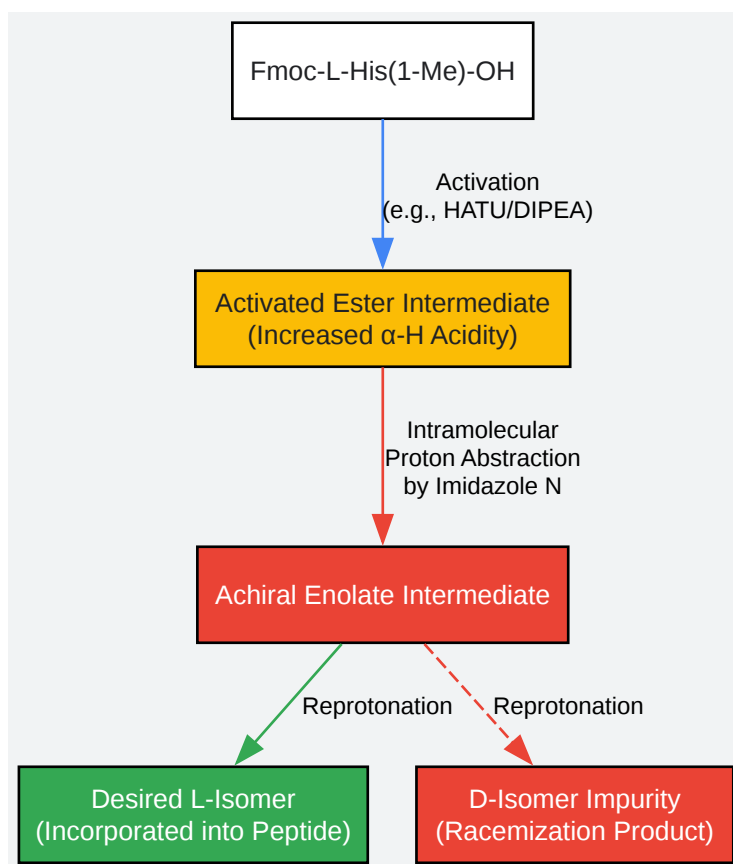 Fmoc-L-His(1-Me)-OH
Activation
(e.g., HATU/DIPEA)
Activated Ester Intermediate
(Increased α-H Acidity)
Intramolecular
Proton Abstraction
by Imidazole N
Achiral Enolate Intermediate
Reprotonation
Reprotonation
Desired L-Isomer
(Incorporated into Peptide)
D-Isomer Impurity
(Racemization Product)